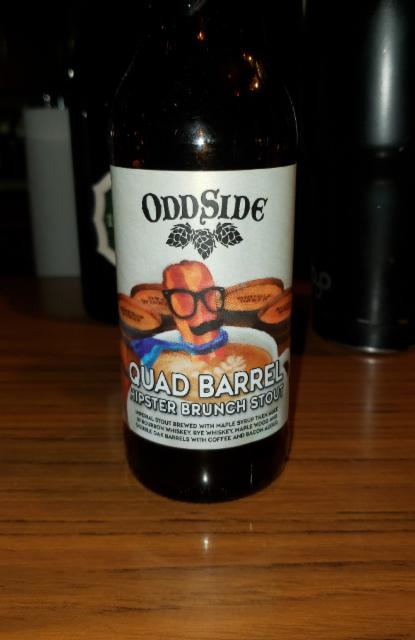 ODDSIDE
QUAD BARREL
HIPSTER BRUNCH STOUT
IMPERIAL STOUT BREWED WITH MAPLE SYRUP THEN AGED
IN BOURBON WHISKEY, RYE WHISKEY, MAPLE WOOD AND
DOUBLE OAK BARRELS WITH COFFEE AND BACON ADDED